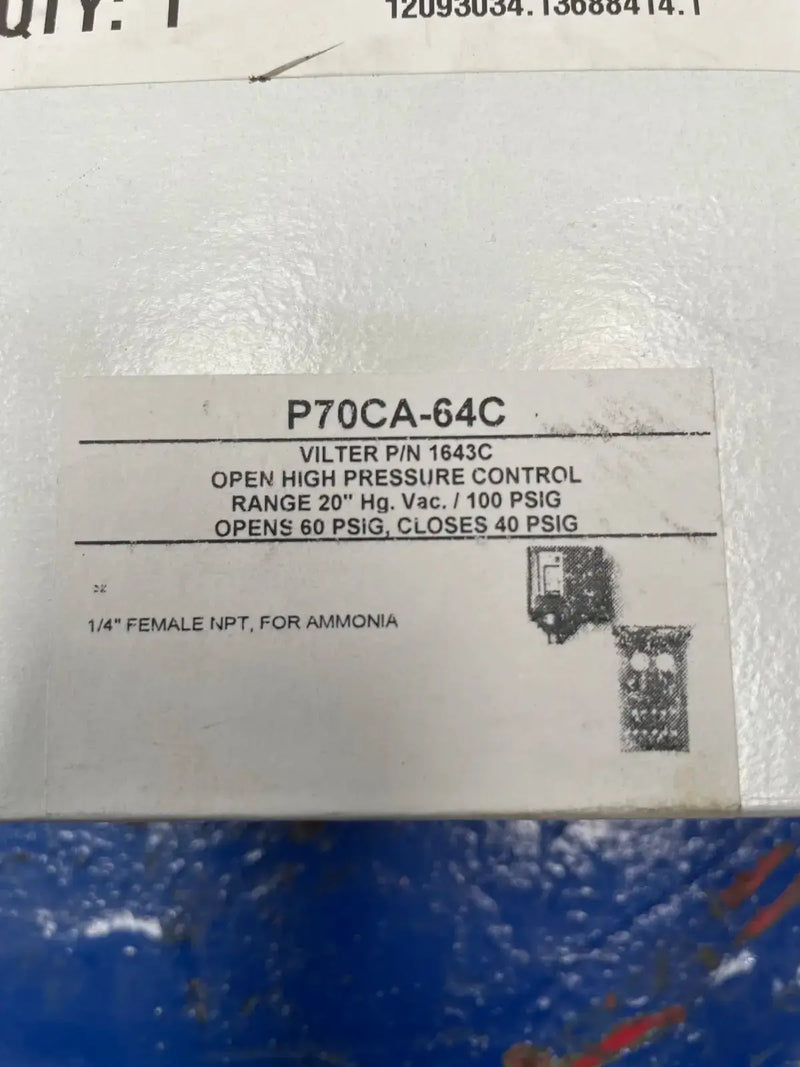 QTY: 1
12093034.13688414.1
P70CA-64C
VILTER P/N 1643C
OPEN HIGH PRESSURE CONTROL
RANGE 20" Hg. Vac. / 100 PSIG
OPENS 60 PSIG, CLOSES 40 PSIG
1/4" FEMALE NPT, FOR AMMONIA